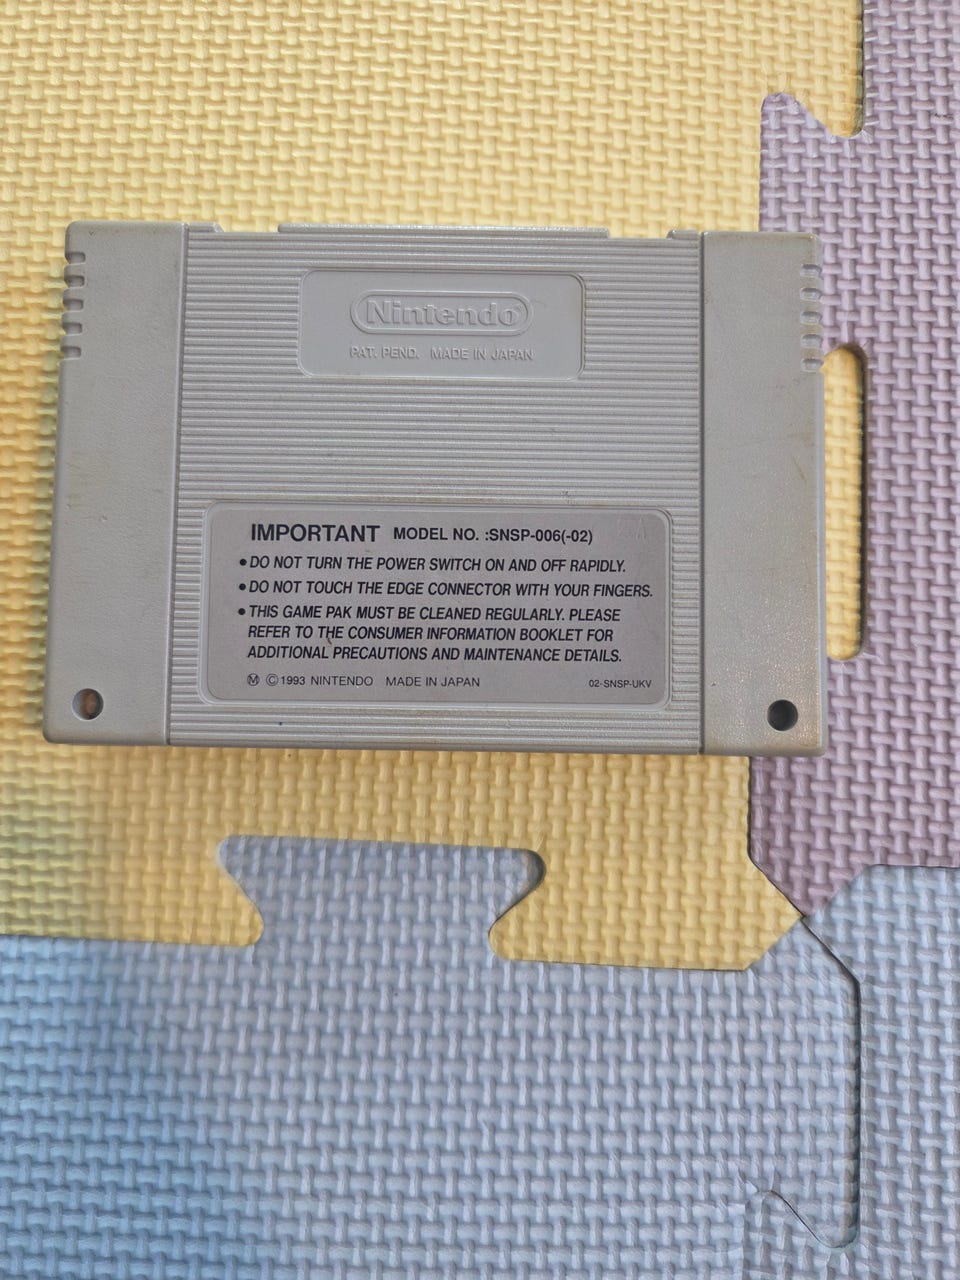 Nintendo
PAT. PEND. MADE IN JAPAN
IMPORTANT MODEL NO. :SNSP-006(-02)
• DO NOT TURN THE POWER SWITCH ON AND OFF RAPIDLY.
• DO NOT TOUCH THE EDGE CONNECTOR WITH YOUR FINGERS.
• THIS GAME PAK MUST BE CLEANED REGULARLY. PLEASE
REFER TO THE CONSUMER INFORMATION BOOKLET FOR
ADDITIONAL PRECAUTIONS AND MAINTENANCE DETAILS.
Ⓜ ©1993 NINTENDO MADE IN JAPAN 02-SNSP-UKV